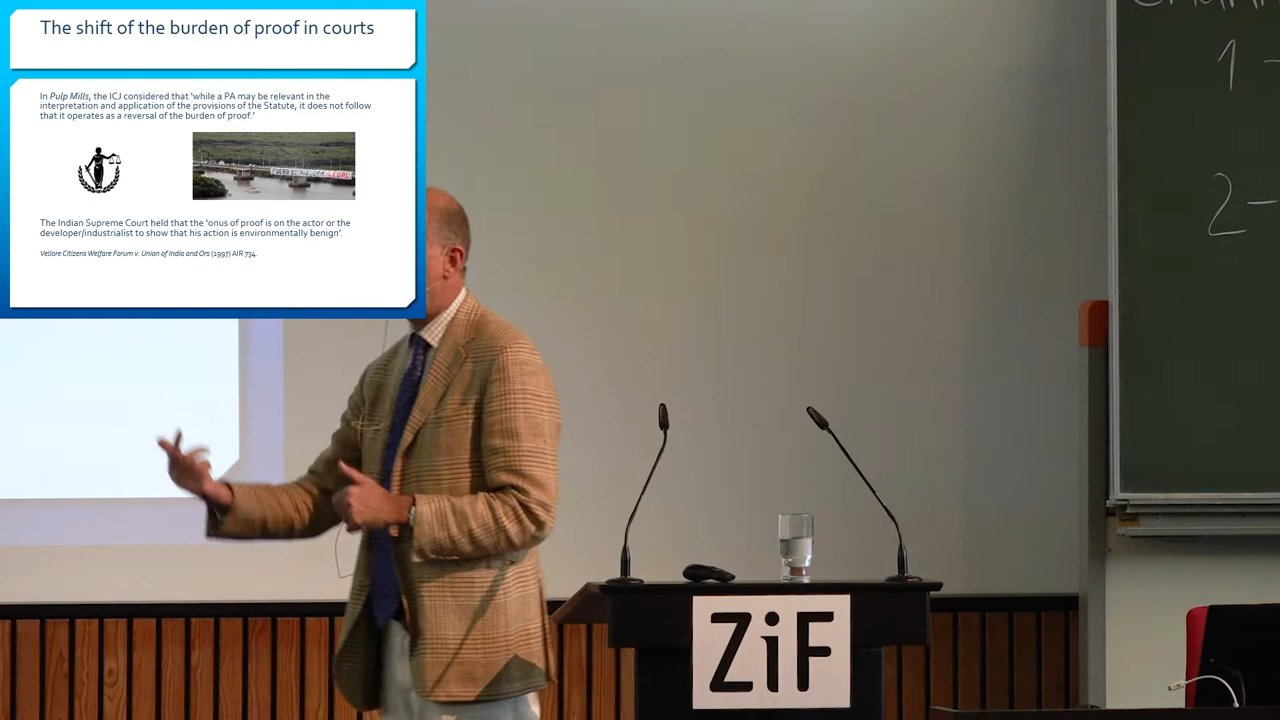 The shift of the burden of proof in courts
In Pulp Mills, the ICJ considered that 'while a PA may be relevant in the
interpretation and application of the provisions of the Statute, it does not follow
that it operates as a reversal of the burden of proof.'
The Indian Supreme Court held that the 'onus of proof is on the actor or the
developer/industrialist to show that his action is environmentally benign'.
Vellore Citizens Welfare Forum v. Union of India and Ors (1997) AIR 734.
1 -
2 -
ZiF